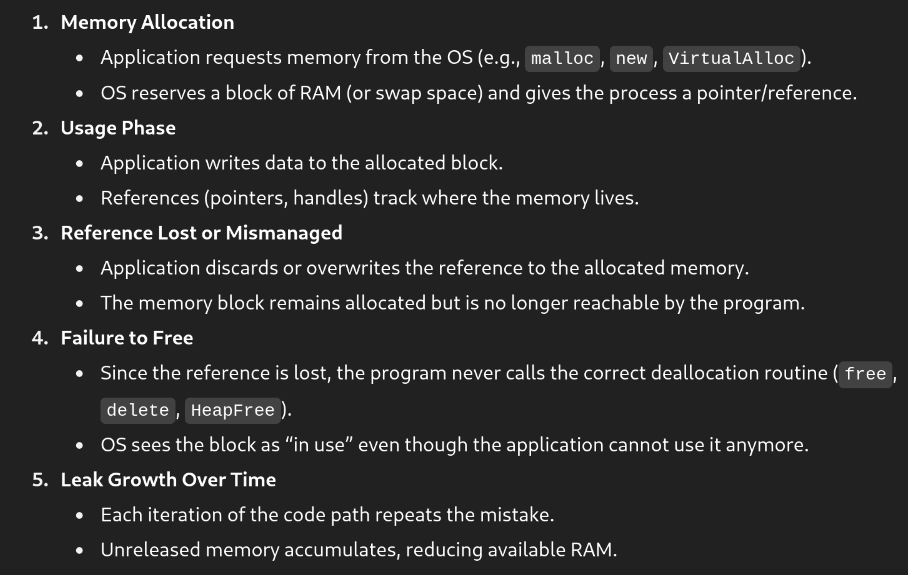 1. Memory Allocation
• Application requests memory from the OS (e.g., malloc, new, VirtualAlloc).
• OS reserves a block of RAM (or swap space) and gives the process a pointer/reference.
2. Usage Phase
• Application writes data to the allocated block.
• References (pointers, handles) track where the memory lives.
3. Reference Lost or Mismanaged
• Application discards or overwrites the reference to the allocated memory.
• The memory block remains allocated but is no longer reachable by the program.
4. Failure to Free
• Since the reference is lost, the program never calls the correct deallocation routine (free,
delete, HeapFree).
• OS sees the block as “in use” even though the application cannot use it anymore.
5. Leak Growth Over Time
• Each iteration of the code path repeats the mistake.
• Unreleased memory accumulates, reducing available RAM.